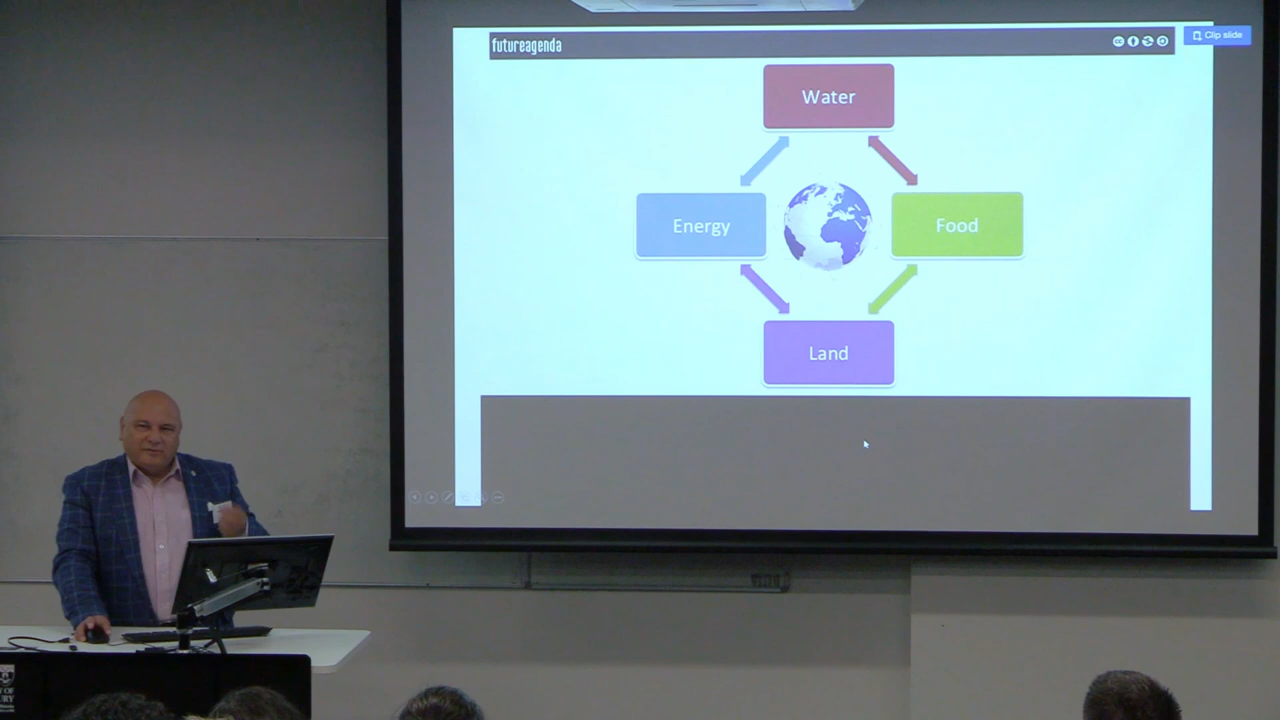 futureagenda
Clip slide
Water
Energy
Food
Land